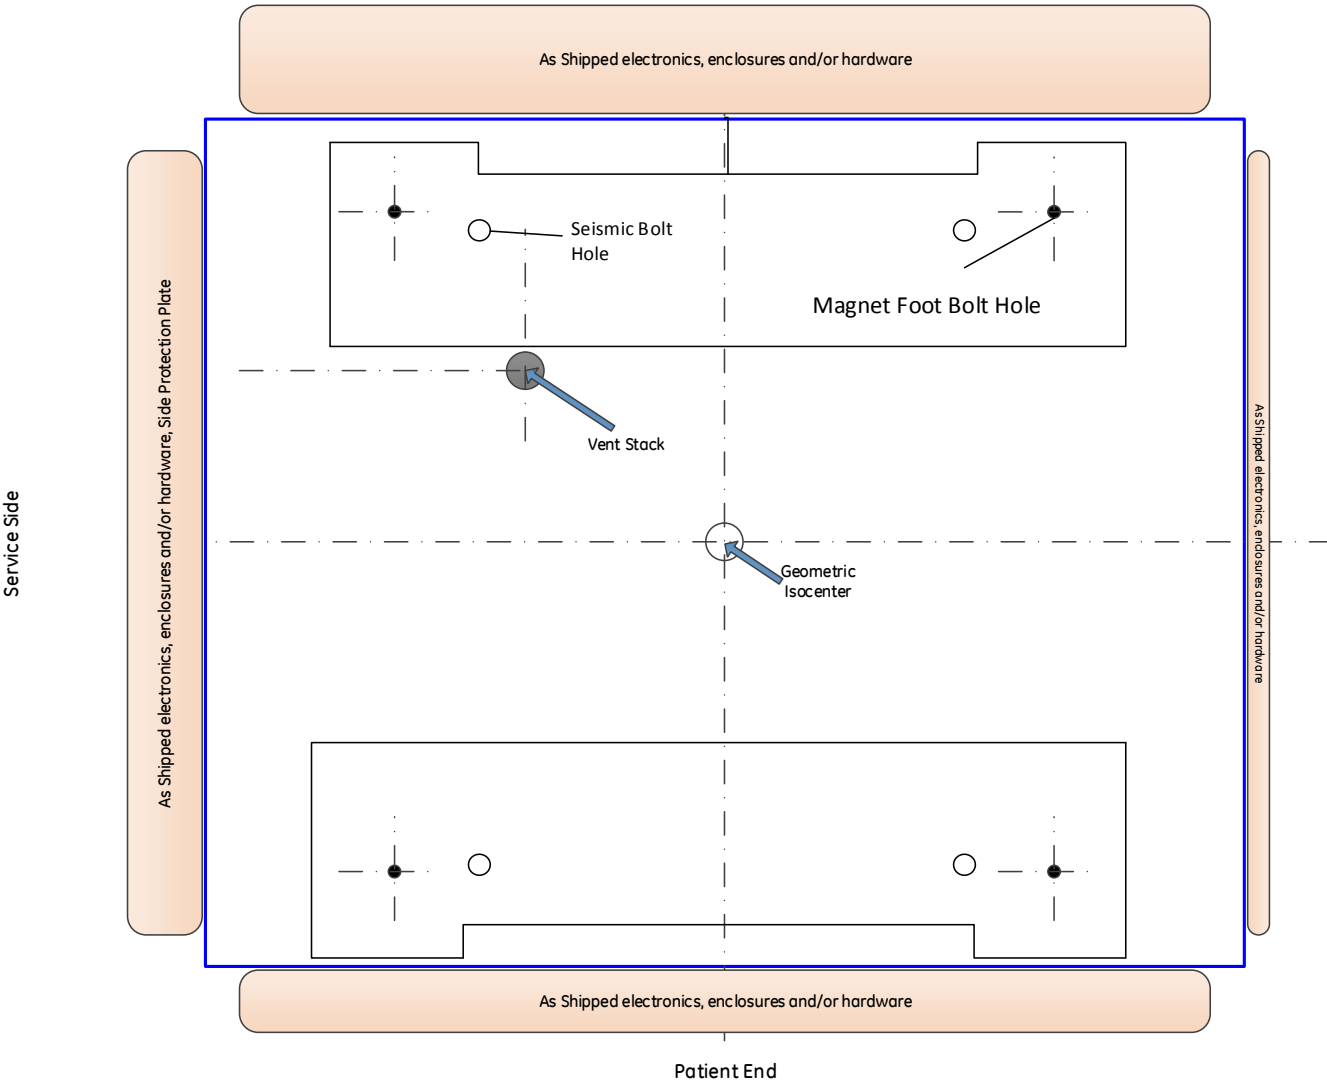 As Shipped electronics, enclosures and/or hardware
Seismic Bolt
Hole
Magnet Foot Bolt Hole
As Shipped electronics, enclosures and/or hardware, Side Protection Plate
As Shipped electronics, enclosures and/or hardware
Vent Stack
Service Side
Geometric
Isocenter
As Shipped electronics, enclosures and/or hardware
Patient End